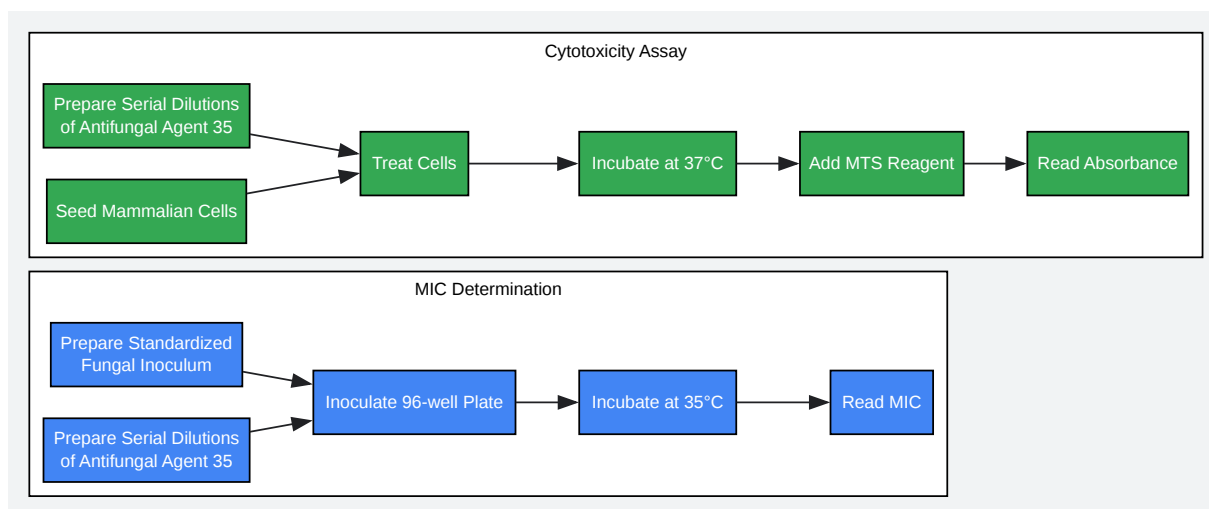 Cytotoxicity Assay
Prepare Serial Dilutions
of Antifungal Agent 35
Seed Mammalian Cells
Treat Cells
Incubate at 37°C
Add MTS Reagent
Read Absorbance
MIC Determination
Prepare Standardized
Fungal Inoculum
Prepare Serial Dilutions
of Antifungal Agent 35
Inoculate 96-well Plate
Incubate at 35°C
Read MIC